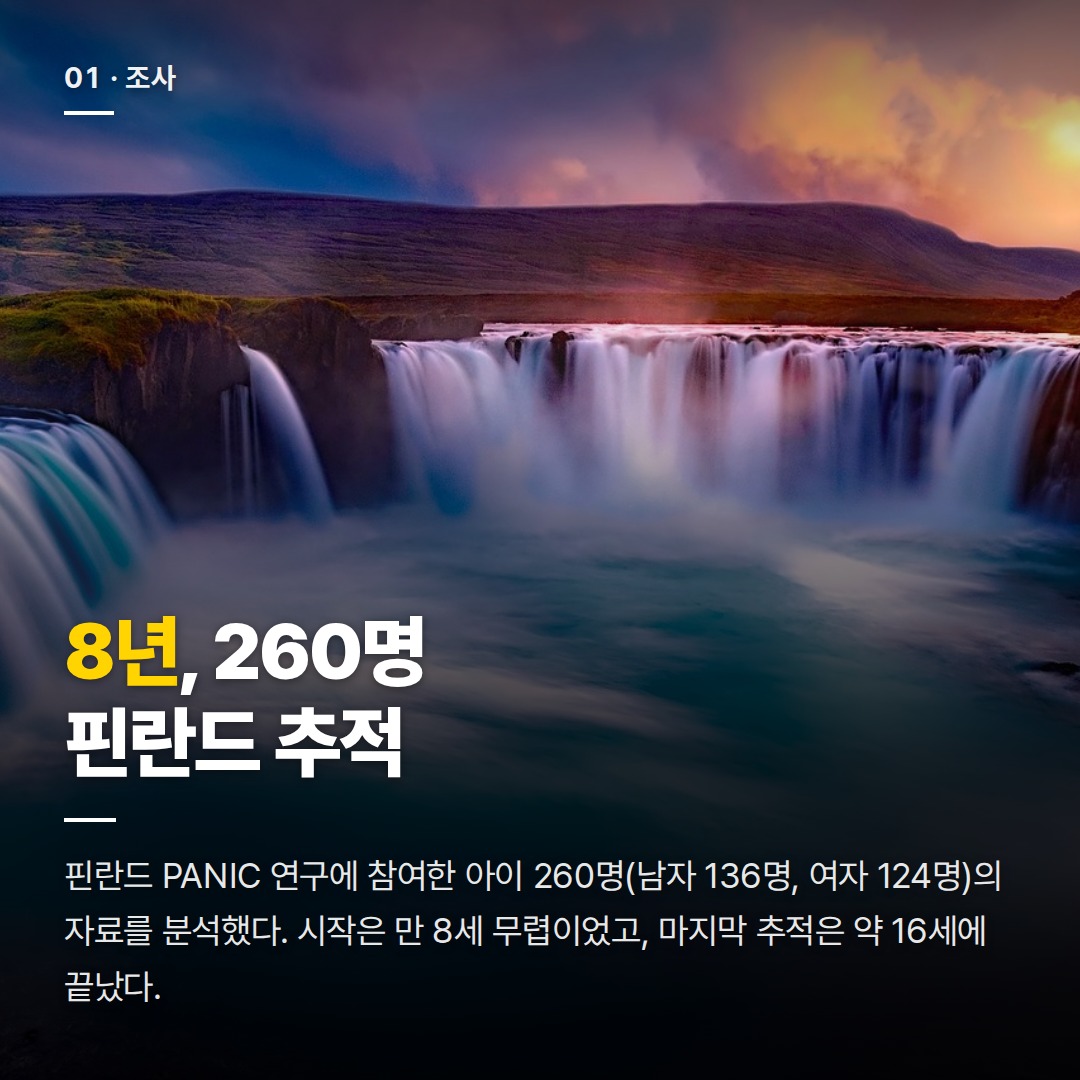 01 · 조사
8년, 260명
핀란드 추적
핀란드 PANIC 연구에 참여한 아이 260명(남자 136명, 여자 124명)의
자료를 분석했다. 시작은 만 8세 무렵이었고, 마지막 추적은 약 16세에
끝났다.